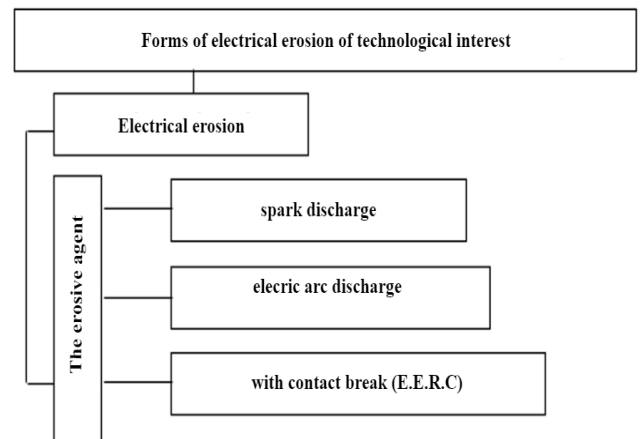 Forms of electrical erosion of technological interest
Electrical erosion
The erosive agent
spark discharge
elecric arc discharge
with contact break (E.E.R.C)